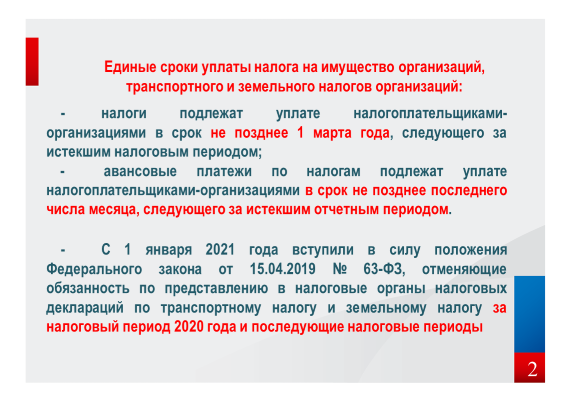 Единые сроки уплаты налога на имущество организаций,
транспортного и земельного налогов организаций:
- налоги подлежат уплате налогоплательщиками-
организациями в срок не позднее 1 марта года, следующего за
истекшим налоговым периодом;
- авансовые платежи по налогам подлежат уплате
налогоплательщиками-организациями в срок не позднее последнего
числа месяца, следующего за истекшим отчетным периодом.
- С 1 января 2021 года вступили в силу положения
Федерального закона от 15.04.2019 № 63-ФЗ, отменяющие
обязанность по представлению в налоговые органы налоговых
деклараций по транспортному налогу и земельному налогу за
налоговый период 2020 года и последующие налоговые периоды
2